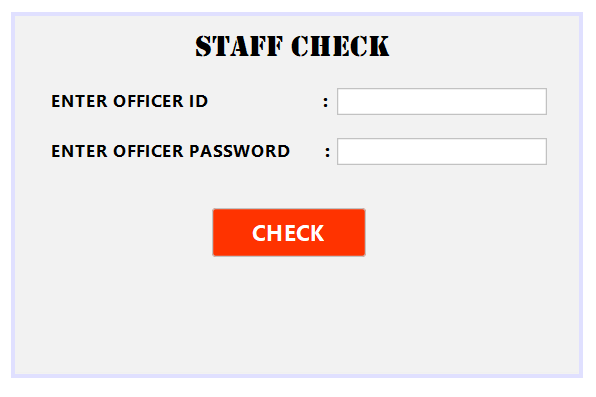 STAFF CHECK
ENTER OFFICER ID :
ENTER OFFICER PASSWORD :
CHECK